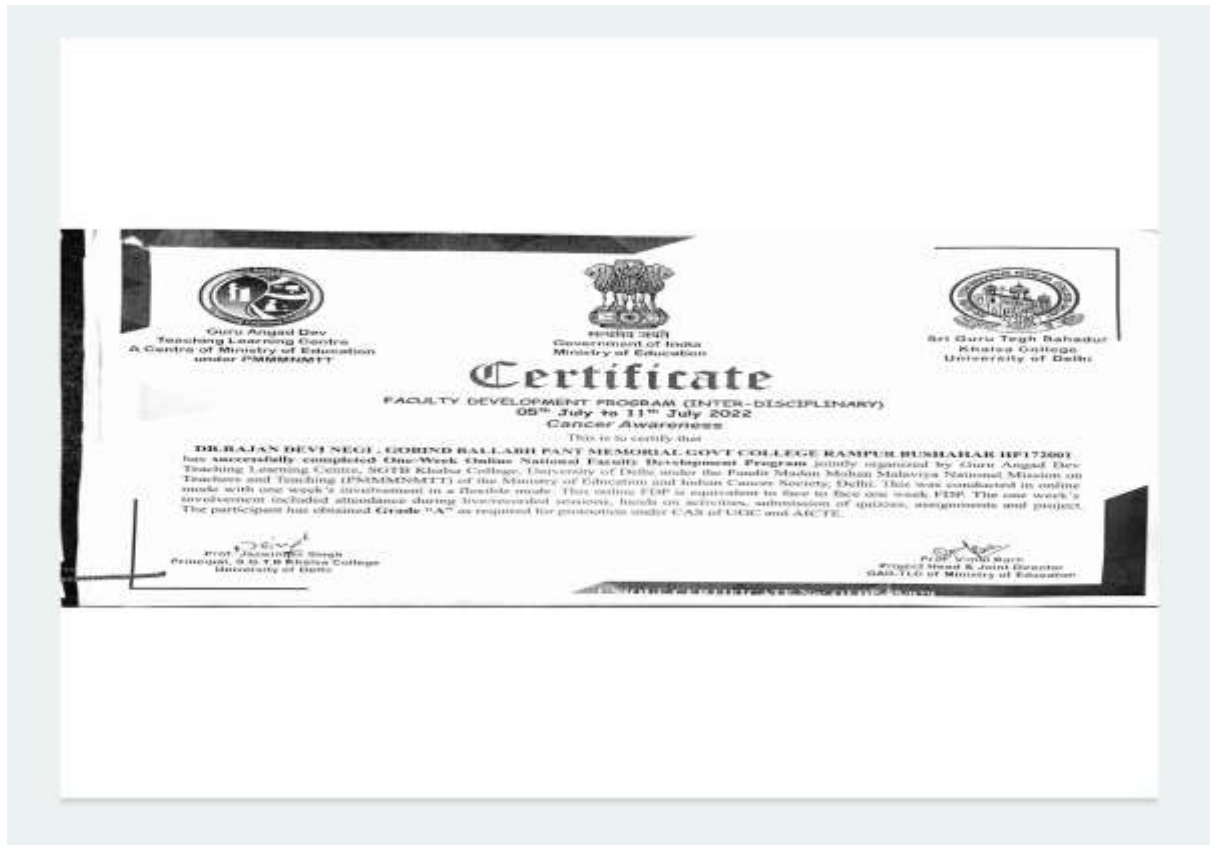 Guru Angad Dev
Teaching Learning Centre
A Centre of Ministry of Education
under PMMMNMTT
सत्यमेव जयते
Government of India
Ministry of Education
Sri Guru Tegh Bahadur
Khalsa College
University of Delhi
Certificate
FACULTY DEVELOPMENT PROGRAM (INTER-DISCIPLINARY)
05th July to 11th July 2022
Cancer Awareness
This is to certify that
DR.RAJAN DEVI NEGI , GOBIND BALLABH PANT MEMORIAL GOVT COLLEGE RAMPUR BUSHAHAR HP172001
has successfully completed One-Week Online National Faculty Development Program jointly organized by Guru Angad Dev
Teaching Learning Centre, SGTB Khalsa College, University of Delhi under the Pandit Madan Mohan Malaviya National Mission on
Teachers and Teaching (PMMMNMTT) of the Ministry of Education and Indian Cancer Society, Delhi. This was conducted in online
mode with one week's involvement in a flexible mode. This online FDP is equivalent to face to face one week FDP. The one week's
involvement included attendance during live/recorded sessions, hands on activities, submission of quizzes, assignments and project.
The participant has obtained Grade "A" as required for promotion under CAS of UGC and AICTE.
Prof. Jaswinder Singh
Principal, S.G.T.B Khalsa College
University of Delhi
Prof. Vimal Rarh
Project Head & Joint Director
GAD-TLC of Ministry of Education